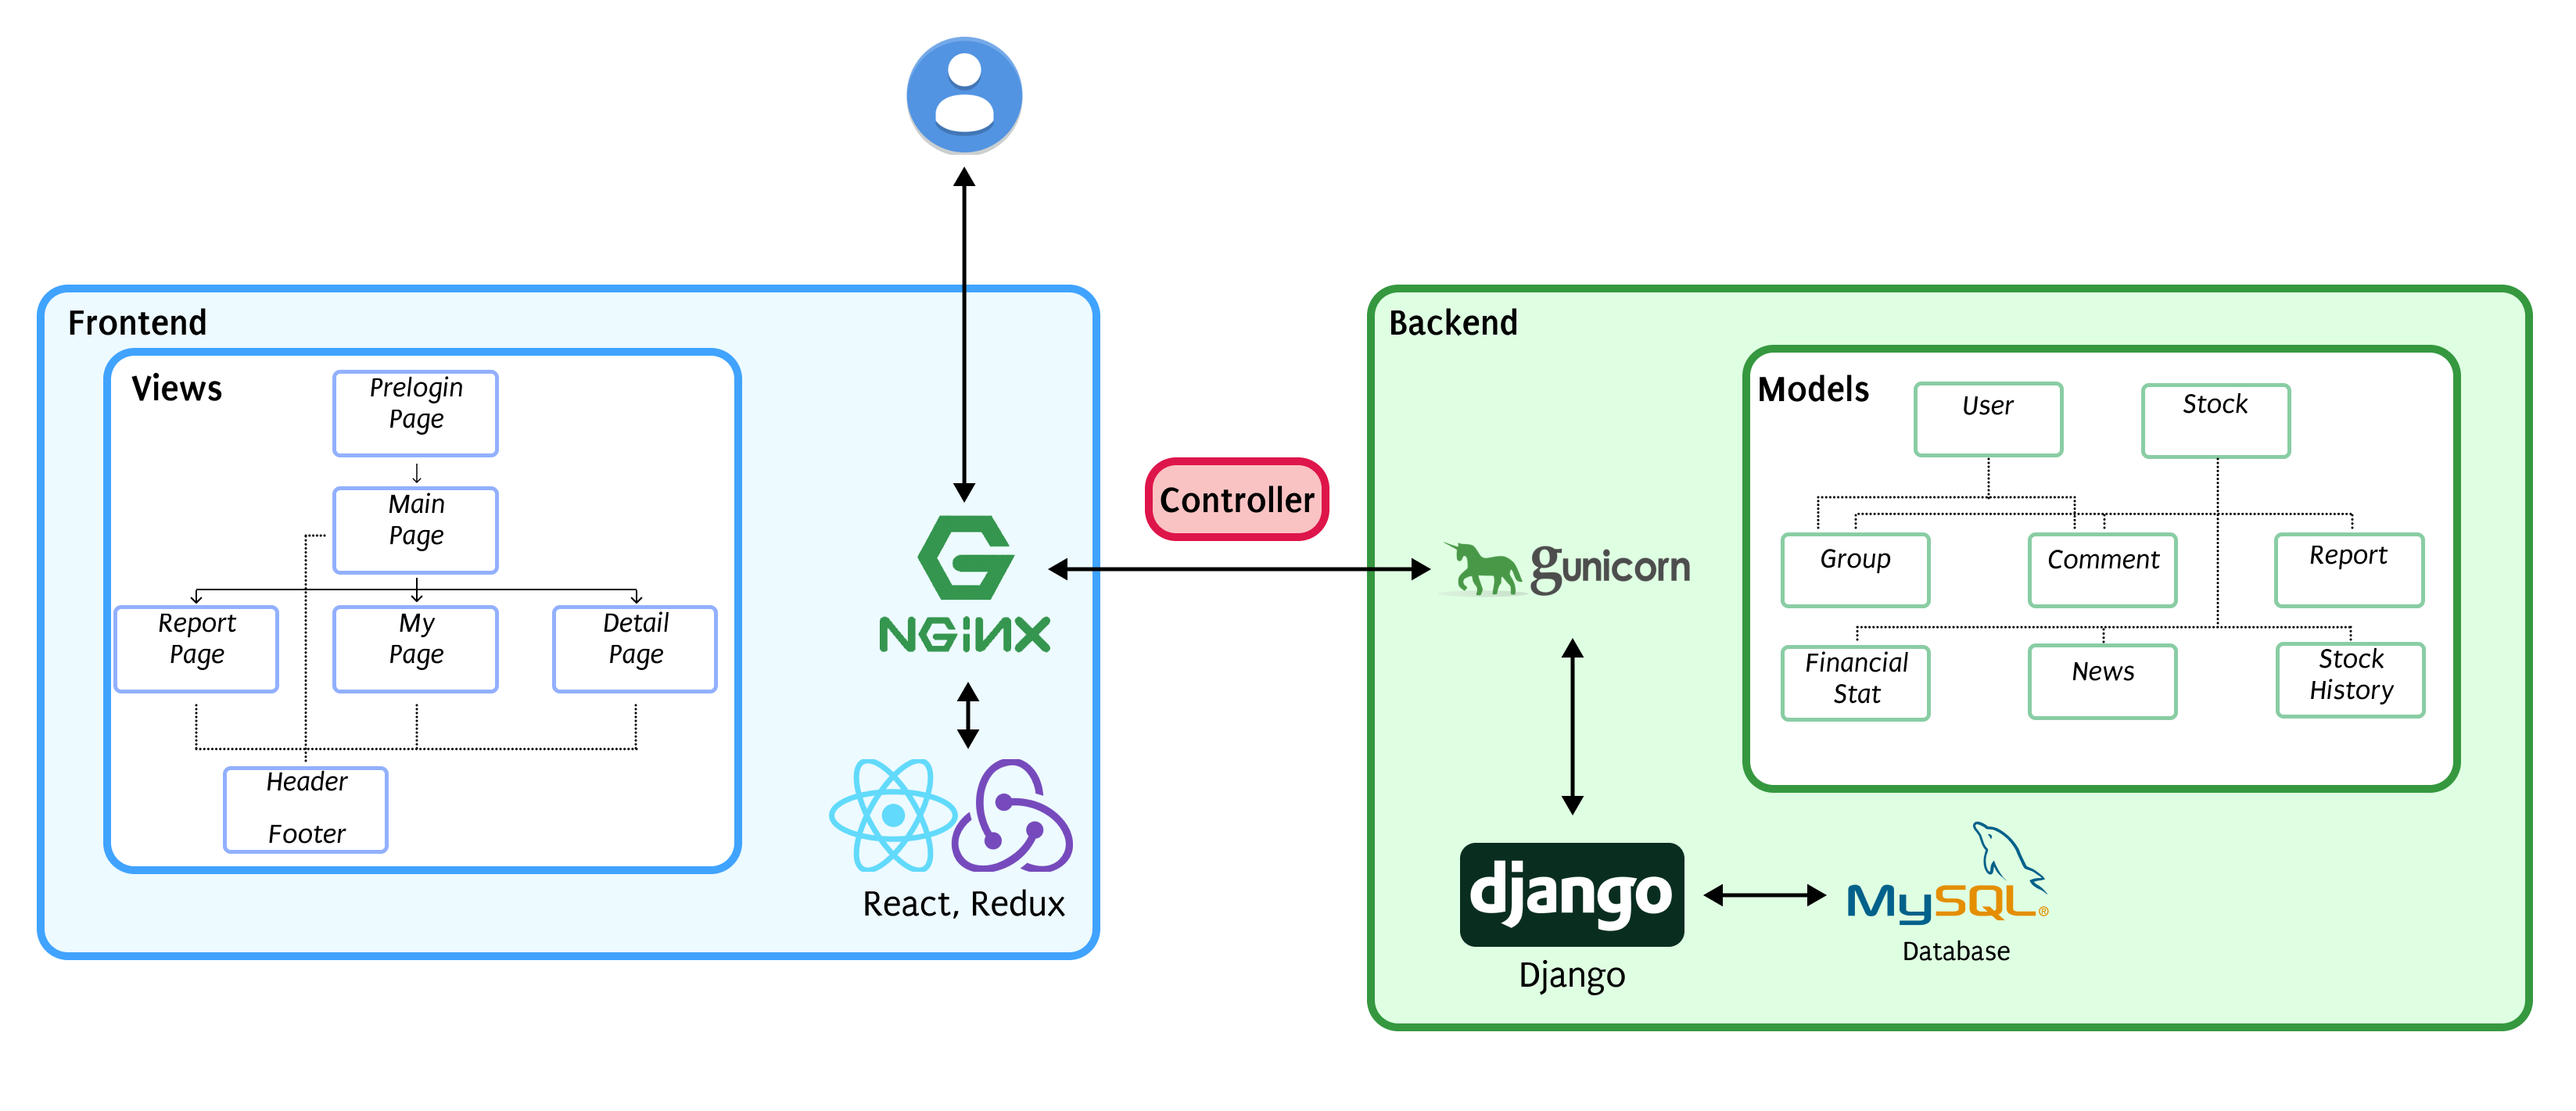 Frontend
Views
Prelogin
Page
Main
Page
Report
Page
My
Page
Detail
Page
Header
Footer
NGiNX
React, Redux
Controller
Backend
gunicorn
django
Django
MySQL®
Database
Models
User
Stock
Group
Comment
Report
Financial
Stat
News
Stock
History